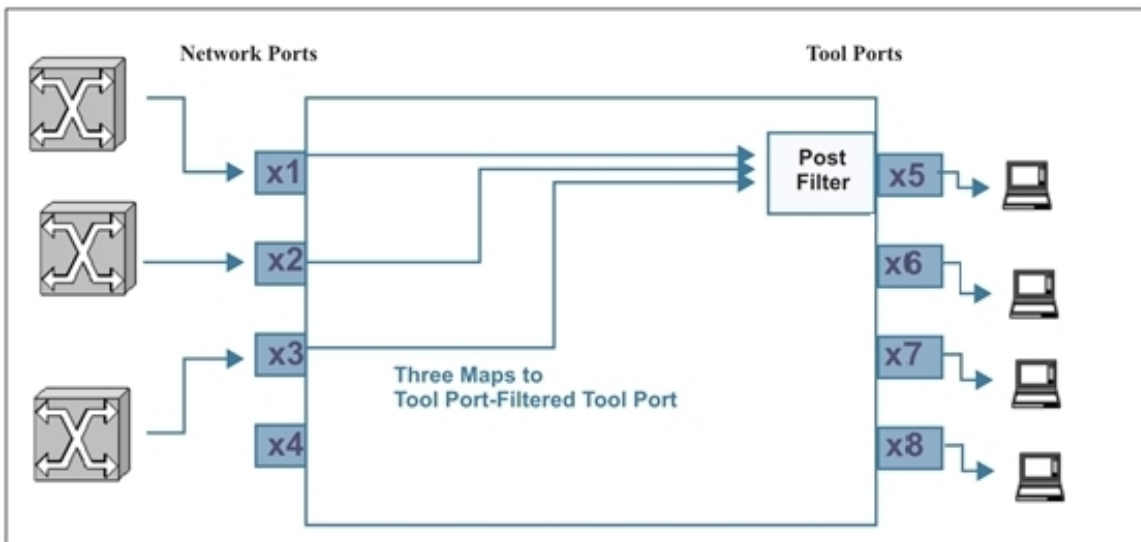 Network Ports
Tool Ports
x1
x2
x3
x4
Post
Filter
x5
x6
x7
x8
Three Maps to
Tool Port-Filtered Tool Port